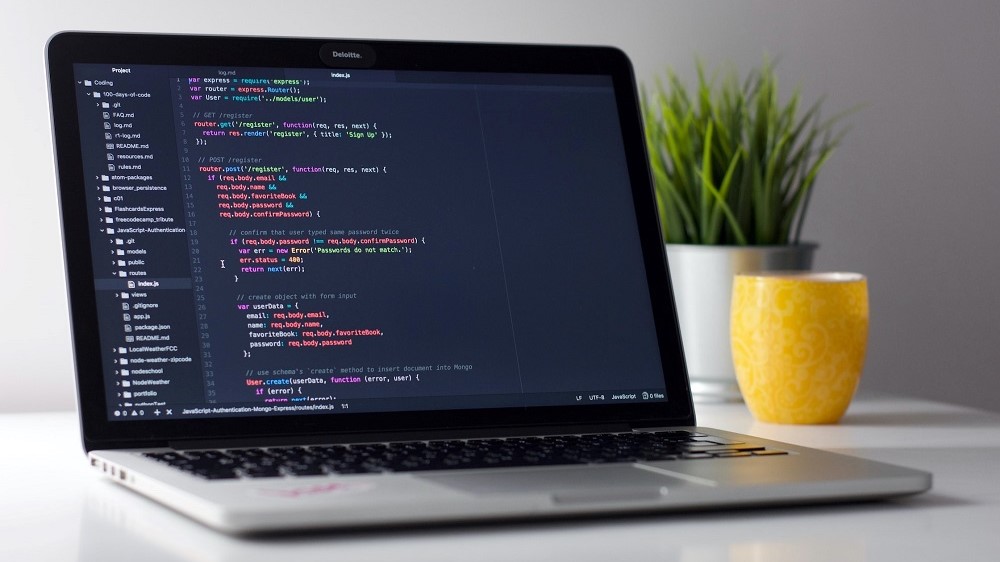 Deloitte.
Project
log.md
index.js
Coding
100-days-of-code
.git
FAQ.md
log.md
r1-log.md
README.md
resources.md
rules.md
atom-packages
browser_persistence
c01
FlashcardsExpress
freecodecamp_tribute
JavaScript-Authentication
.git
models
public
routes
index.js
views
.gitignore
app.js
package.json
README.md
LocalWeatherFCC
node-weather-zipcode
nodeschool
NodeWeather
portfolio
pythonTest
1 var express = require('express');
2 var router = express.Router();
3 var User = require('../models/user');
4
5 // GET /register
6 router.get('/register', function(req, res, next) {
7 return res.render('register', { title: 'Sign Up' });
8 });
9
10 // POST /register
11 router.post('/register', function(req, res, next) {
12 if (req.body.email &&
13 req.body.name &&
14 req.body.favoriteBook &&
15 req.body.password &&
16 req.body.confirmPassword) {
17
18 // confirm that user typed same password twice
19 if (req.body.password !== req.body.confirmPassword) {
20 var err = new Error('Passwords do not match.');
21 err.status = 400;
22 return next(err);
23 }
24
25 // create object with form input
26 var userData = {
27 email: req.body.email,
28 name: req.body.name,
29 favoriteBook: req.body.favoriteBook,
30 password: req.body.password
31 };
32
33 // use schema's `create` method to insert document into Mongo
34 User.create(userData, function (error, user) {
35 if (error) {
36 return next(error);
0 0 JavaScript-Authentication-Mongo-Express/routes/index.js 1:1 LF UTF-8 JavaScript 0 files